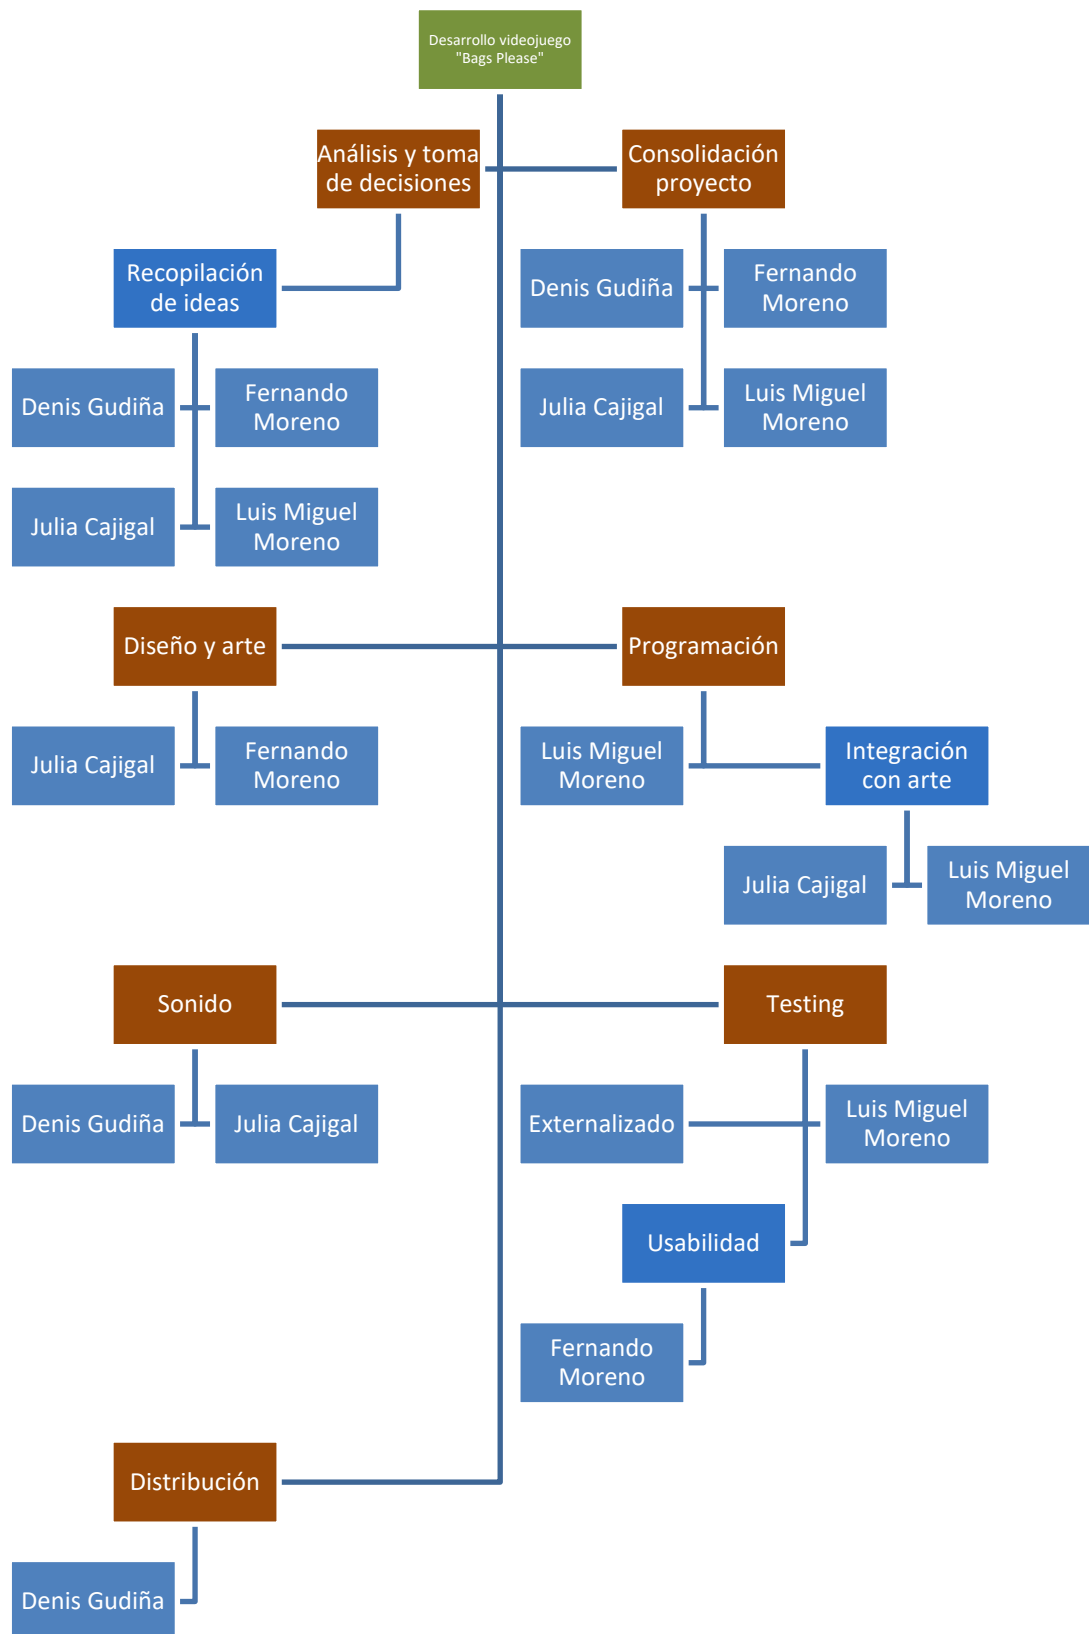 Desarrollo videojuego
"Bags Please"
Análisis y toma
de decisiones
Consolidación
proyecto
Recopilación
de ideas
Denis Gudiña
Fernando
Moreno
Julia Cajigal
Luis Miguel
Moreno
Denis Gudiña
Fernando
Moreno
Julia Cajigal
Luis Miguel
Moreno
Diseño y arte
Programación
Julia Cajigal
Fernando
Moreno
Luis Miguel
Moreno
Integración
con arte
Julia Cajigal
Luis Miguel
Moreno
Sonido
Testing
Denis Gudiña
Julia Cajigal
Externalizado
Luis Miguel
Moreno
Usabilidad
Fernando
Moreno
Distribución
Denis Gudiña